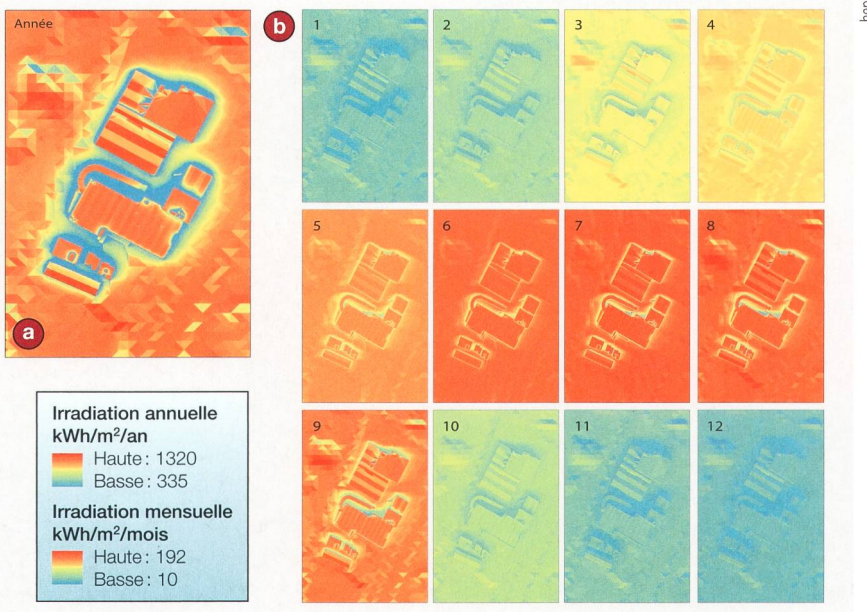 Année
a
b
1
2
3
4
5
6
7
8
9
10
11
12
Irradiation annuelle
kWh/m²/an
Haute : 1320
Basse : 335
Irradiation mensuelle
kWh/m²/mois
Haute : 192
Basse : 10